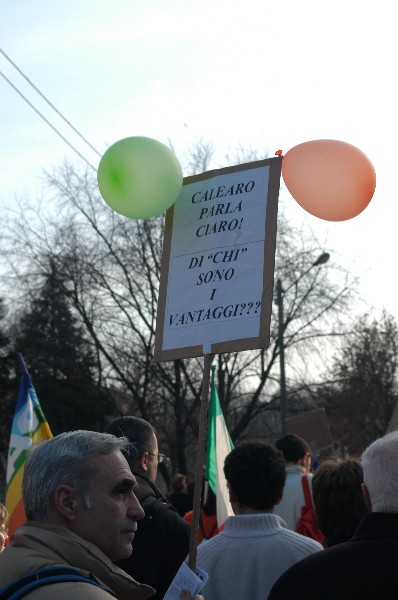 CALEARO
PARLA
CIARO!
DI "CHI"
SONO
I
VANTAGGI???